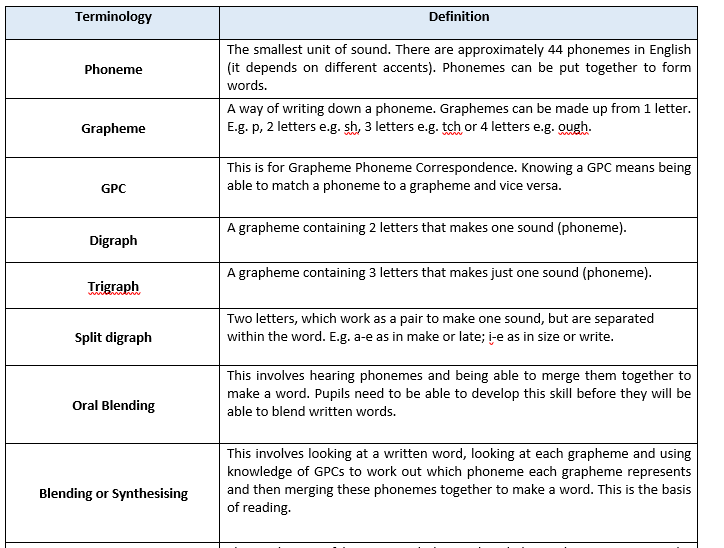 Terminology Definition
Phoneme
The smallest unit of sound. There are approximately 44 phonemes in English
(it depends on different accents). Phonemes can be put together to form
words.
Grapheme
A way of writing down a phoneme. Graphemes can be made up from 1 letter.
E.g. p, 2 letters e.g. sh, 3 letters e.g. tch or 4 letters e.g. ough.
GPC
This is for Grapheme Phoneme Correspondence. Knowing a GPC means being
able to match a phoneme to a grapheme and vice versa.
Digraph
A grapheme containing 2 letters that makes one sound (phoneme).
Trigraph
A grapheme containing 3 letters that makes just one sound (phoneme).
Split digraph
Two letters, which work as a pair to make one sound, but are separated
within the word. E.g. a-e as in make or late; i-e as in size or write.
Oral Blending
This involves hearing phonemes and being able to merge them together to
make a word. Pupils need to be able to develop this skill before they will be
able to blend written words.
Blending or Synthesising
This involves looking at a written word, looking at each grapheme and using
knowledge of GPCs to work out which phoneme each grapheme represents
and then merging these phonemes together to make a word. This is the basis
of reading.